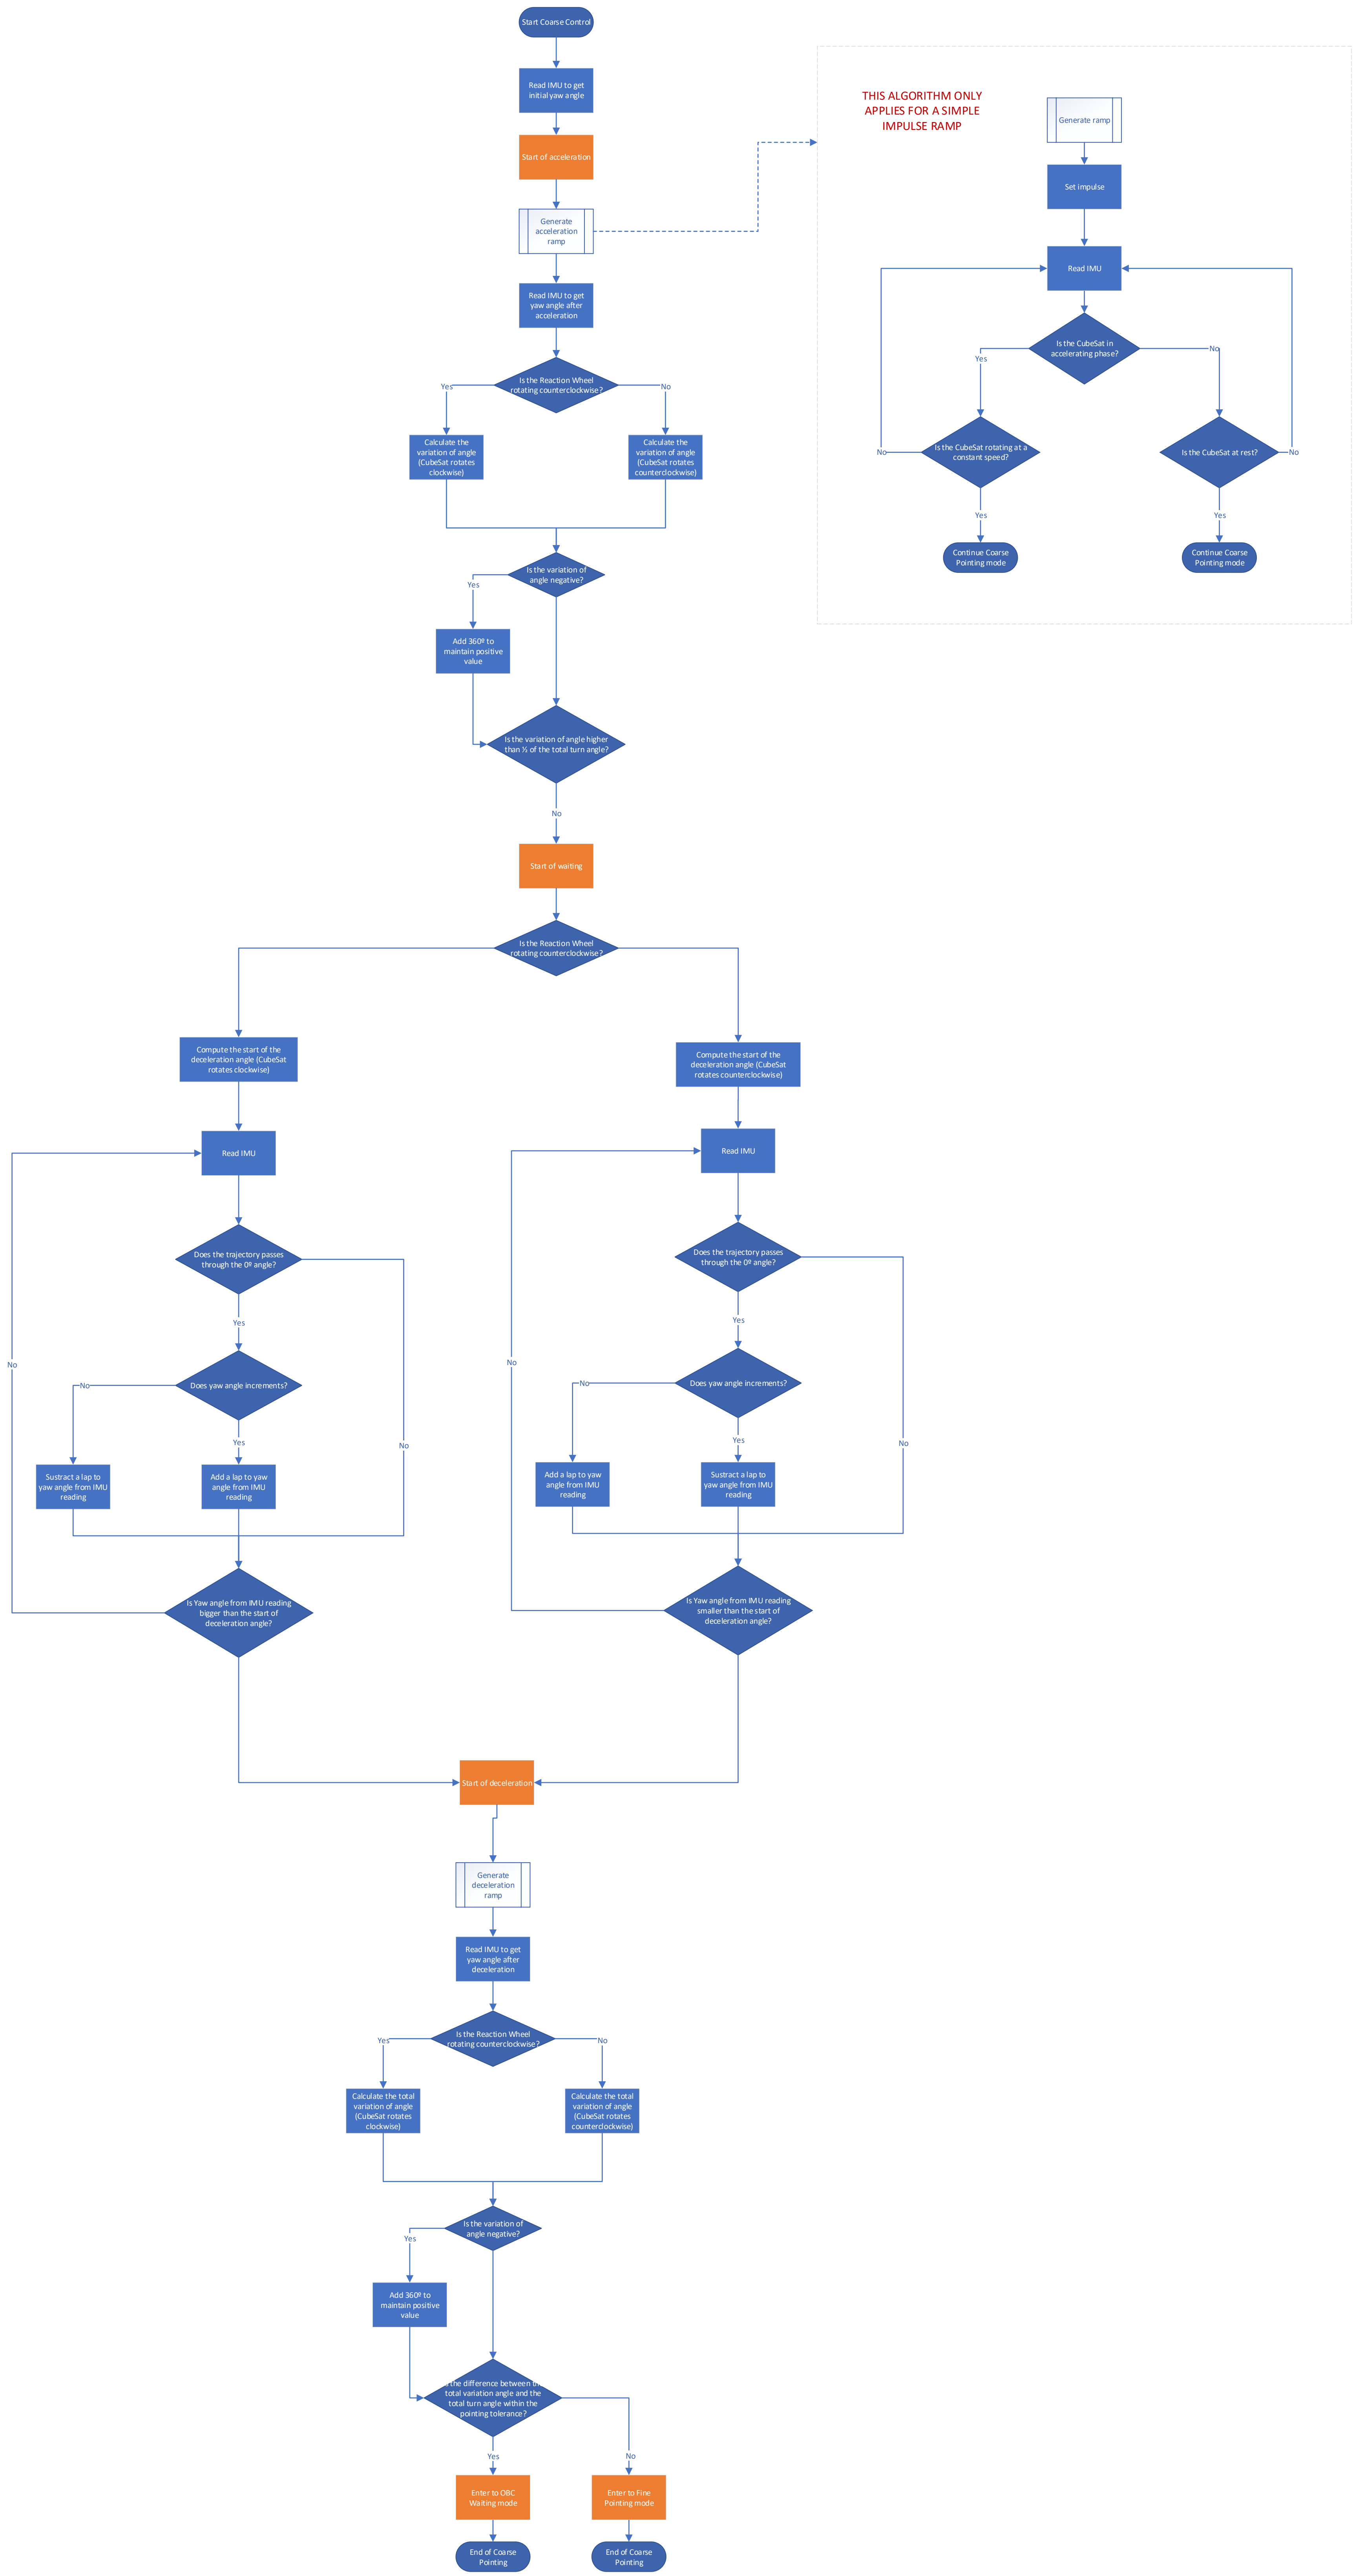 Start Coarse Control
Read IMU to get
initial yaw angle
Start of acceleration
Generate
acceleration
ramp
Read IMU to get
yaw angle after
acceleration
Is the Reaction Wheel
rotating counterclockwise?
Yes
No
Calculate the
variation of angle
(CubeSat rotates
clockwise)
Calculate the
variation of angle
(CubeSat rotates
counterclockwise)
Is the variation of
angle negative?
Yes
Add 360º to
maintain positive
value
Is the variation of angle higher
than ½ of the total turn angle?
No
Start of waiting
THIS ALGORITHM ONLY
APPLIES FOR A SIMPLE
IMPULSE RAMP
Generate ramp
Set impulse
Read IMU
Is the CubeSat in
accelerating phase?
Yes
No
Is the CubeSat rotating at a
constant speed?
No
Is the CubeSat at rest?
No
Yes
Yes
Continue Coarse
Pointing mode
Continue Coarse
Pointing mode
Is the Reaction Wheel
rotating counterclockwise?
Compute the start of the
deceleration angle (CubeSat
rotates clockwise)
Read IMU
Does the trajectory passes
through the 0º angle?
Yes
No
Does yaw angle increments?
No
Yes
No
Sustract a lap to
yaw angle from IMU
reading
Add a lap to yaw
angle from IMU
reading
Is Yaw angle from IMU reading
bigger than the start of
deceleration angle?
Compute the start of the
deceleration angle (CubeSat
rotates counterclockwise)
Read IMU
Does the trajectory passes
through the 0º angle?
Yes
No
Does yaw angle increments?
No
Yes
No
Add a lap to yaw
angle from IMU
reading
Sustract a lap to
yaw angle from IMU
reading
Is Yaw angle from IMU reading
smaller than the start of
deceleration angle?
Start of deceleration
Generate
deceleration
ramp
Read IMU to get
yaw angle after
deceleration
Is the Reaction Wheel
rotating counterclockwise?
Yes
No
Calculate the total
variation of angle
(CubeSat rotates
clockwise)
Calculate the total
variation of angle
(CubeSat rotates
counterclockwise)
Is the variation of
angle negative?
Yes
Add 360º to
maintain positive
value
the difference between
total variation angle and the
total turn angle within the
pointing tolerance?
Yes
No
Enter to OBC
Waiting mode
Enter to Fine
Pointing mode
End of Coarse
Pointing
End of Coarse
Pointing